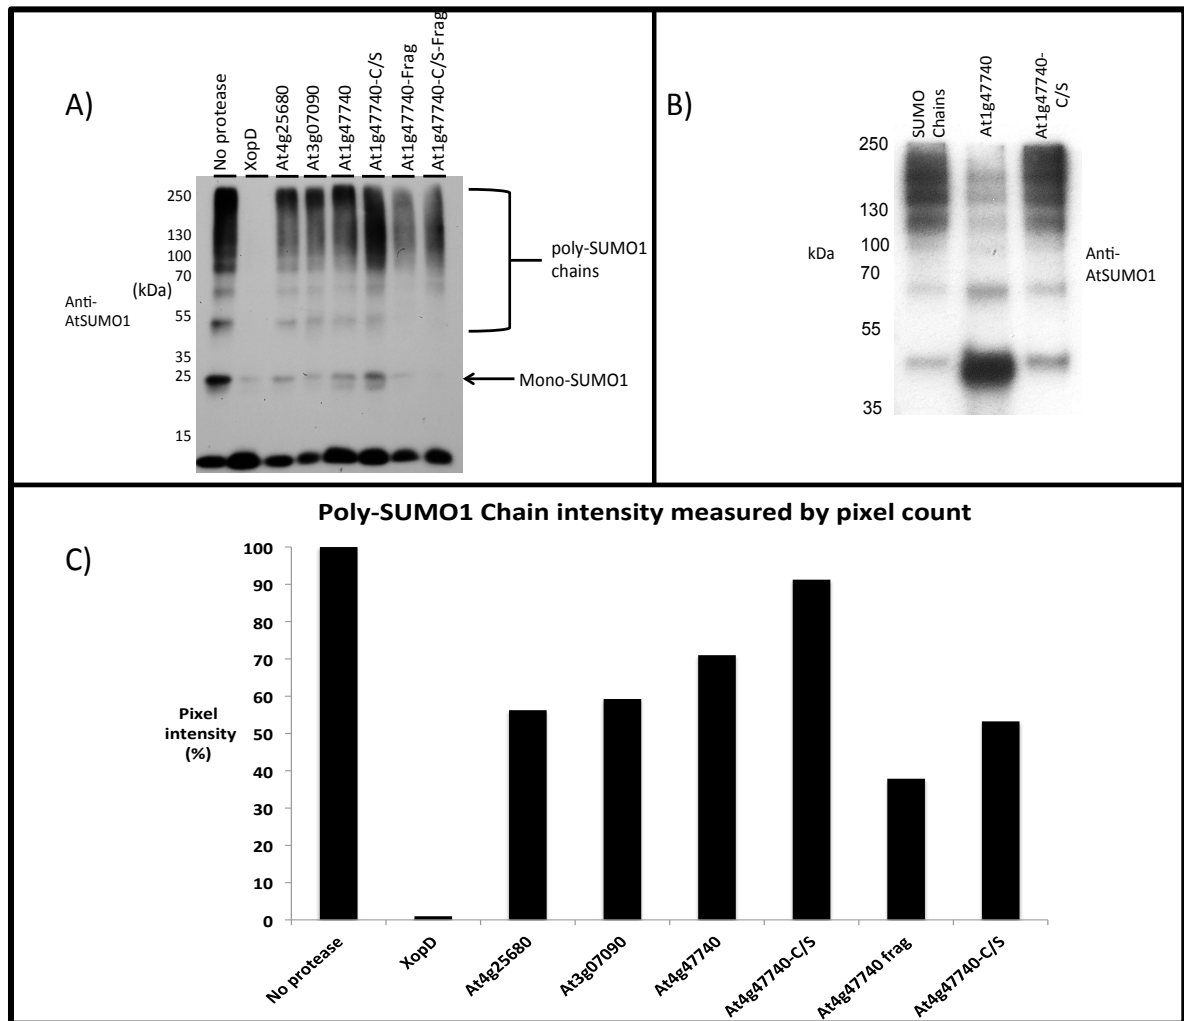 A)
No protease
XopD
At4g25680
At3g07090
At1g47740
At1g47740-C/S
At1g47740-Frag
At1g47740-C/S-Frag
250
130
100
70
(kDa)
55
35
25
15
Anti-
AtSUMO1
poly-SUMO1
chains
Mono-SUMO1
B)
SUMO
Chains
At1g47740
At1g47740-
C/S
250
130
100
70
55
35
kDa
Anti-
AtSUMO1
Poly-SUMO1 Chain intensity measured by pixel count
C)
100
90
80
70
60
50
40
30
20
10
0
Pixel
intensity
(%)
No protease
XopD
At4g25680
At3g07090
At4g47740
At4g47740-C/S
At4g47740 frag
At4g47740-C/S